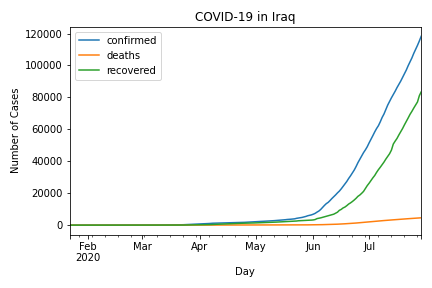 COVID-19 in Iraq
confirmed
deaths
recovered
Number of Cases
120000
100000
80000
60000
40000
20000
0
Feb
2020
Mar
Apr
May
Jun
Jul
Day